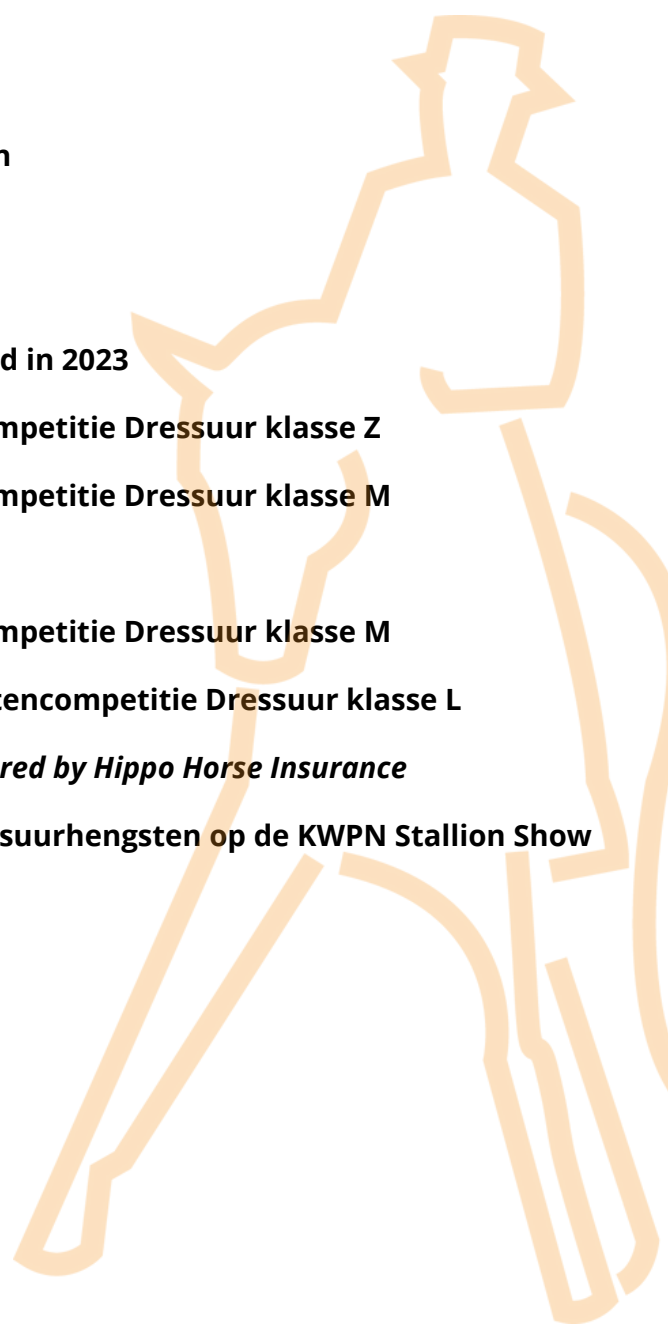 n
d in 2023
mpetitie Dressuur klasse Z
mpetitie Dressuur klasse M
mpetitie Dressuur klasse M
tencompetitie Dressuur klasse L
red by Hippo Horse Insurance
suurhengsten op de KWPN Stallion Show